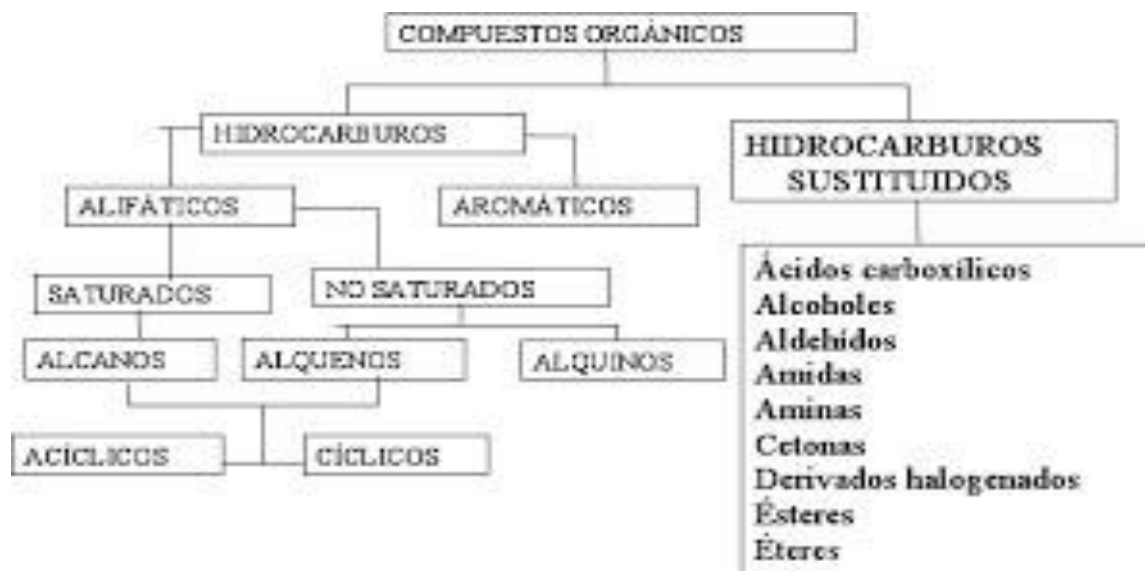 COMPUESTOS ORGÁNICOS
HIDROCARBUROS
HIDROCARBUROS
SUSTITUIDOS
ALIFÁTICOS
AROMÁTICOS
SATURADOS
NO SATURADOS
ALCANOS
ALQUENOS
ALQUINOS
ACÍCLICOS
CÍCLICOS
Ácidos carboxílicos
Alcoholes
Aldehídos
Amidas
Aminas
Cetonas
Derivados halogenados
Ésteres
Éteres